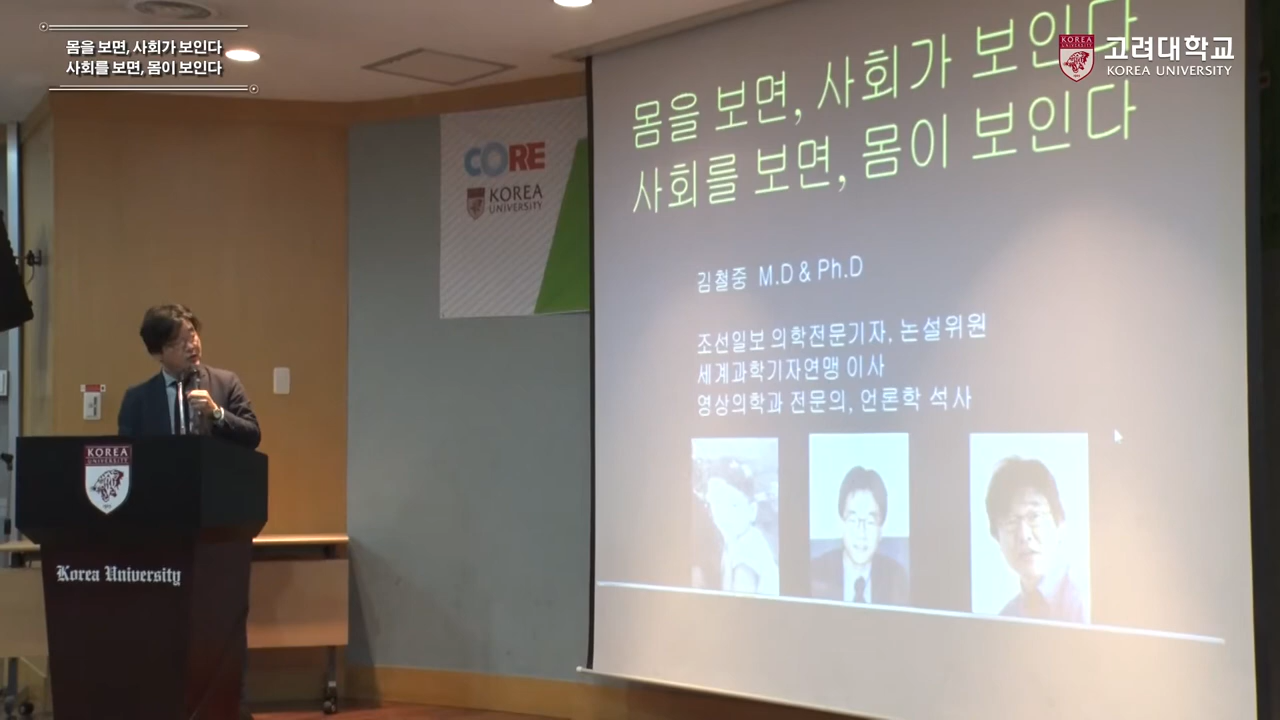 몸을 보면, 사회가 보인다
사회를 보면, 몸이 보인다
KOREA
고려대학교
KOREA UNIVERSITY
CORE
KOREA
UNIVERSITY
몸을 보면, 사회가 보인다
사회를 보면, 몸이 보인다
김철중 M.D & Ph.D
조선일보 의학전문기자, 논설위원
세계과학기자연맹 이사
영상의학과 전문의, 언론학 석사
KOREA
UNIVERSITY
Korea University